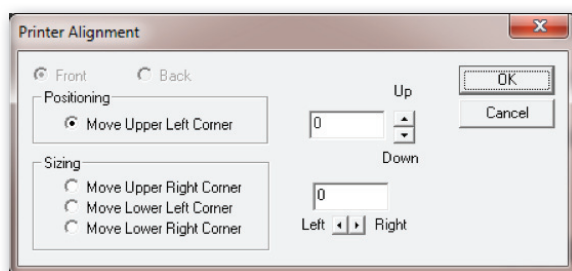 Printer Alignment
Front Back
Positioning
Move Upper Left Corner
Sizing
Move Upper Right Corner
Move Lower Left Corner
Move Lower Right Corner
Up
0
Down
0
Left Right
OK
Cancel